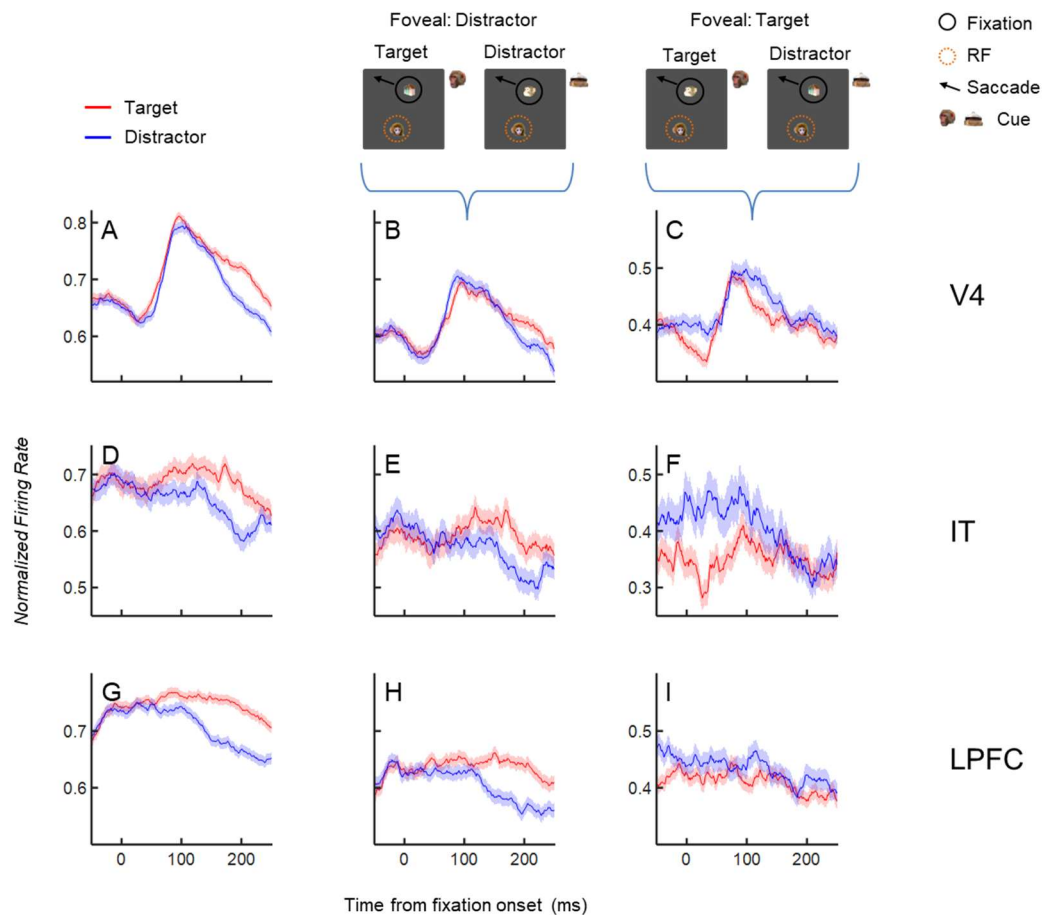 Foveal: Distractor
Foveal: Target
Target
Distractor
Target
Distractor
Fixation
RF
Saccade
Cue
Target
Distractor
A
0.8
0.7
0.6
B
C
0.5
0.4
V4
D
0.7
0.6
0.5
E
F
0.5
0.4
0.3
IT
G
0.7
0.6
0
100
200
H
0
100
200
I
0.5
0.4
0
100
200
LPFC
Normalized Firing Rate
Time from fixation onset (ms)